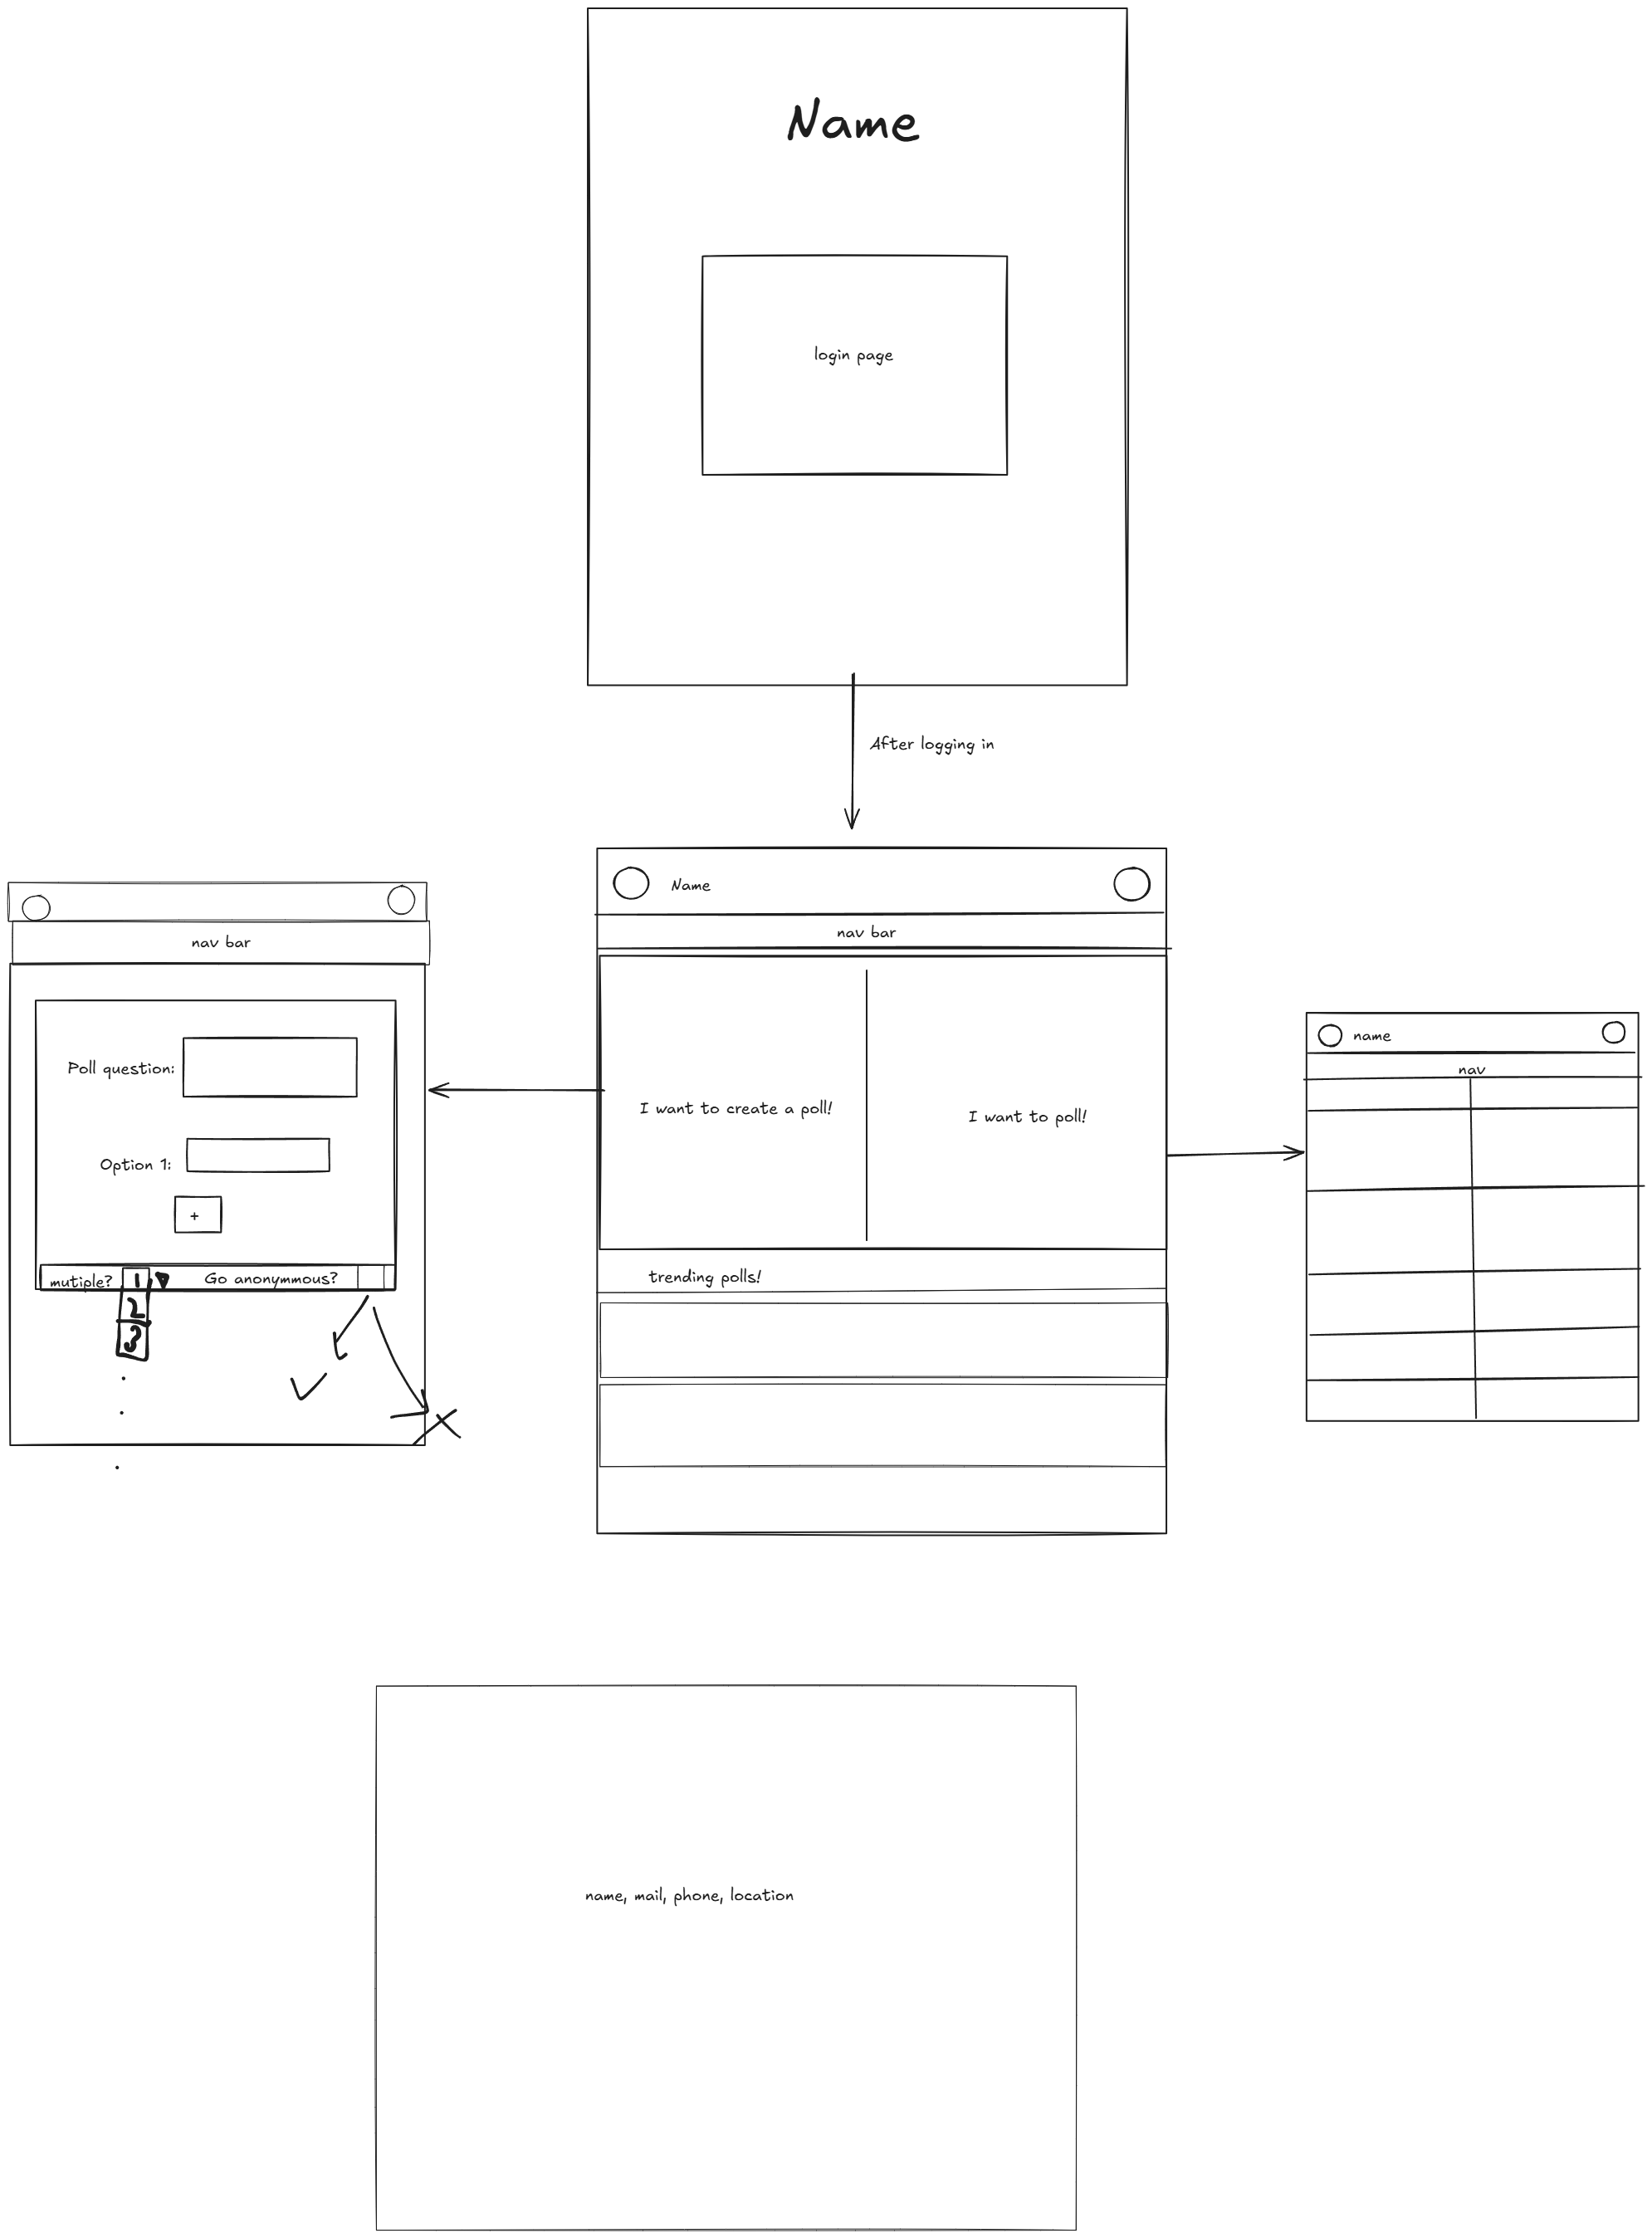 Name
login page
After logging in
Name
nav bar
I want to create a poll!
I want to poll!
trending polls!
nav bar
Poll question:
Option 1:
+
mutiple?
1
Go anonymmous?
2
3
name
nav
name, mail, phone, location